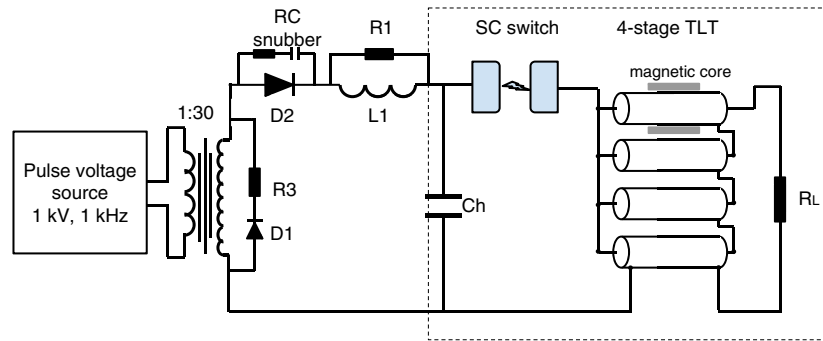 RC
snubber
R1
SC switch
4-stage TLT
magnetic core
1:30
D2
L1
Pulse voltage
source
1 kV, 1 kHz
R3
D1
Ch
RL